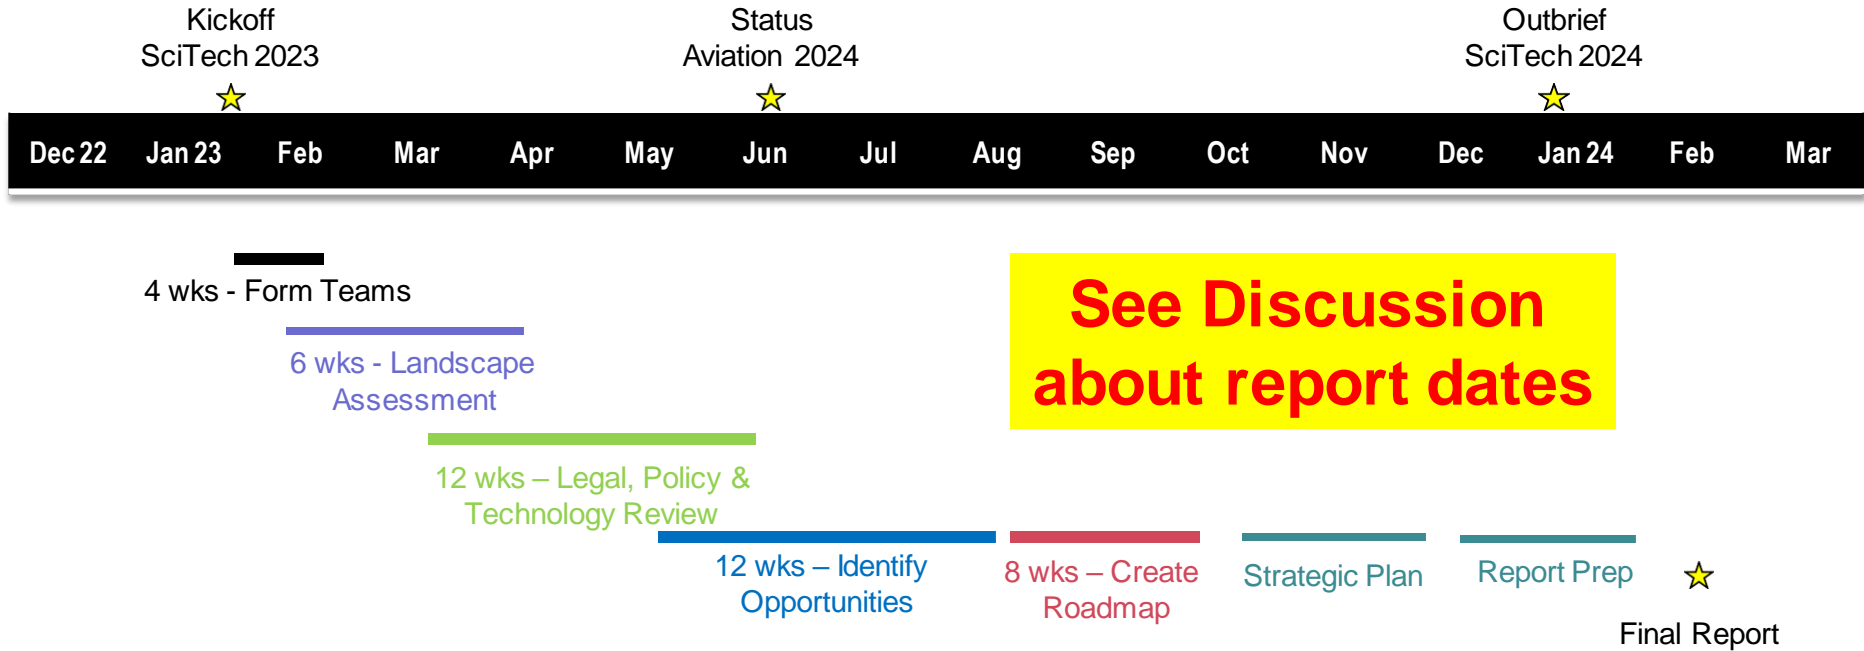 Kickoff
SciTech 2023
Status
Aviation 2024
Outbrief
SciTech 2024
Dec 22 Jan 23 Feb Mar Apr May Jun Jul Aug Sep Oct Nov Dec Jan 24 Feb Mar
4 wks - Form Teams
6 wks - Landscape
Assessment
See Discussion
about report dates
12 wks – Legal, Policy &
Technology Review
12 wks – Identify
Opportunities
8 wks – Create
Roadmap
Strategic Plan
Report Prep
Final Report